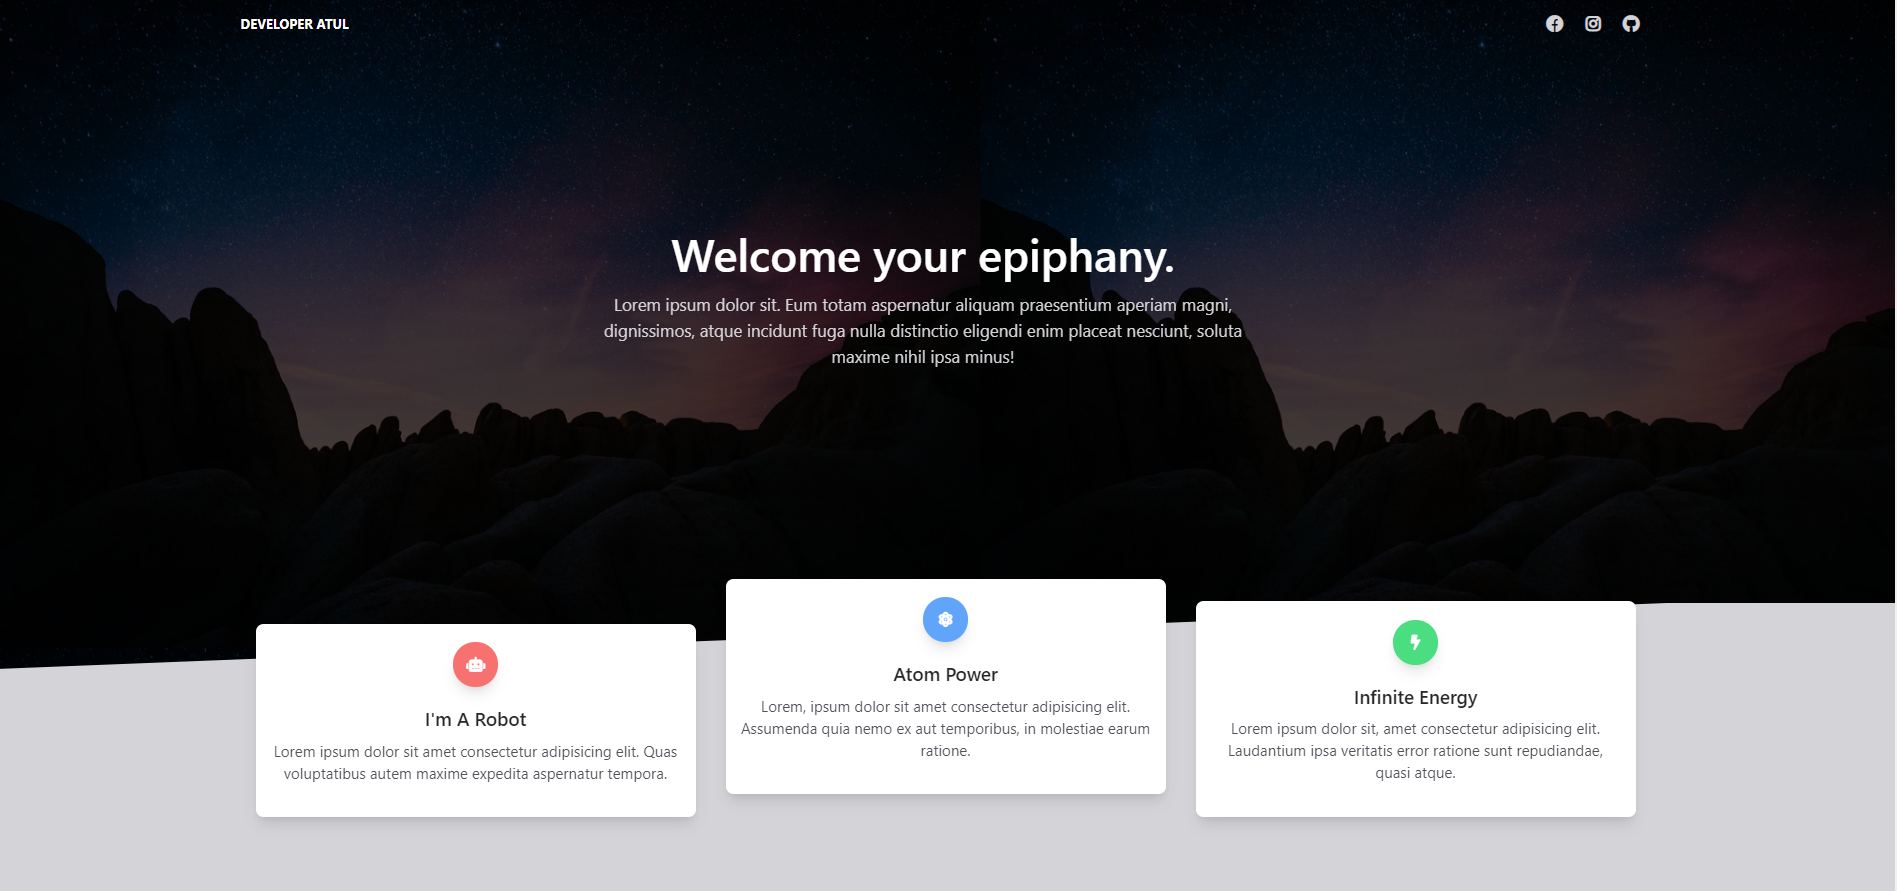 DEVELOPER ATUL
Welcome your epiphany.
Lorem ipsum dolor sit. Eum totam aspernatur aliquam praesentium aperiam magni,
dignissimos, atque incidunt fuga nulla distinctio eligendi enim placeat nesciunt, soluta
maxime nihil ipsa minus!
I'm A Robot
Lorem ipsum dolor sit amet consectetur adipisicing elit. Quas
voluptatibus autem maxime expedita aspernatur tempora.
Atom Power
Lorem, ipsum dolor sit amet consectetur adipisicing elit.
Assumenda quia nemo ex aut temporibus, in molestiae earum
ratione.
Infinite Energy
Lorem ipsum dolor sit, amet consectetur adipisicing elit.
Laudantium ipsa veritatis error ratione sunt repudiandae,
quasi atque.